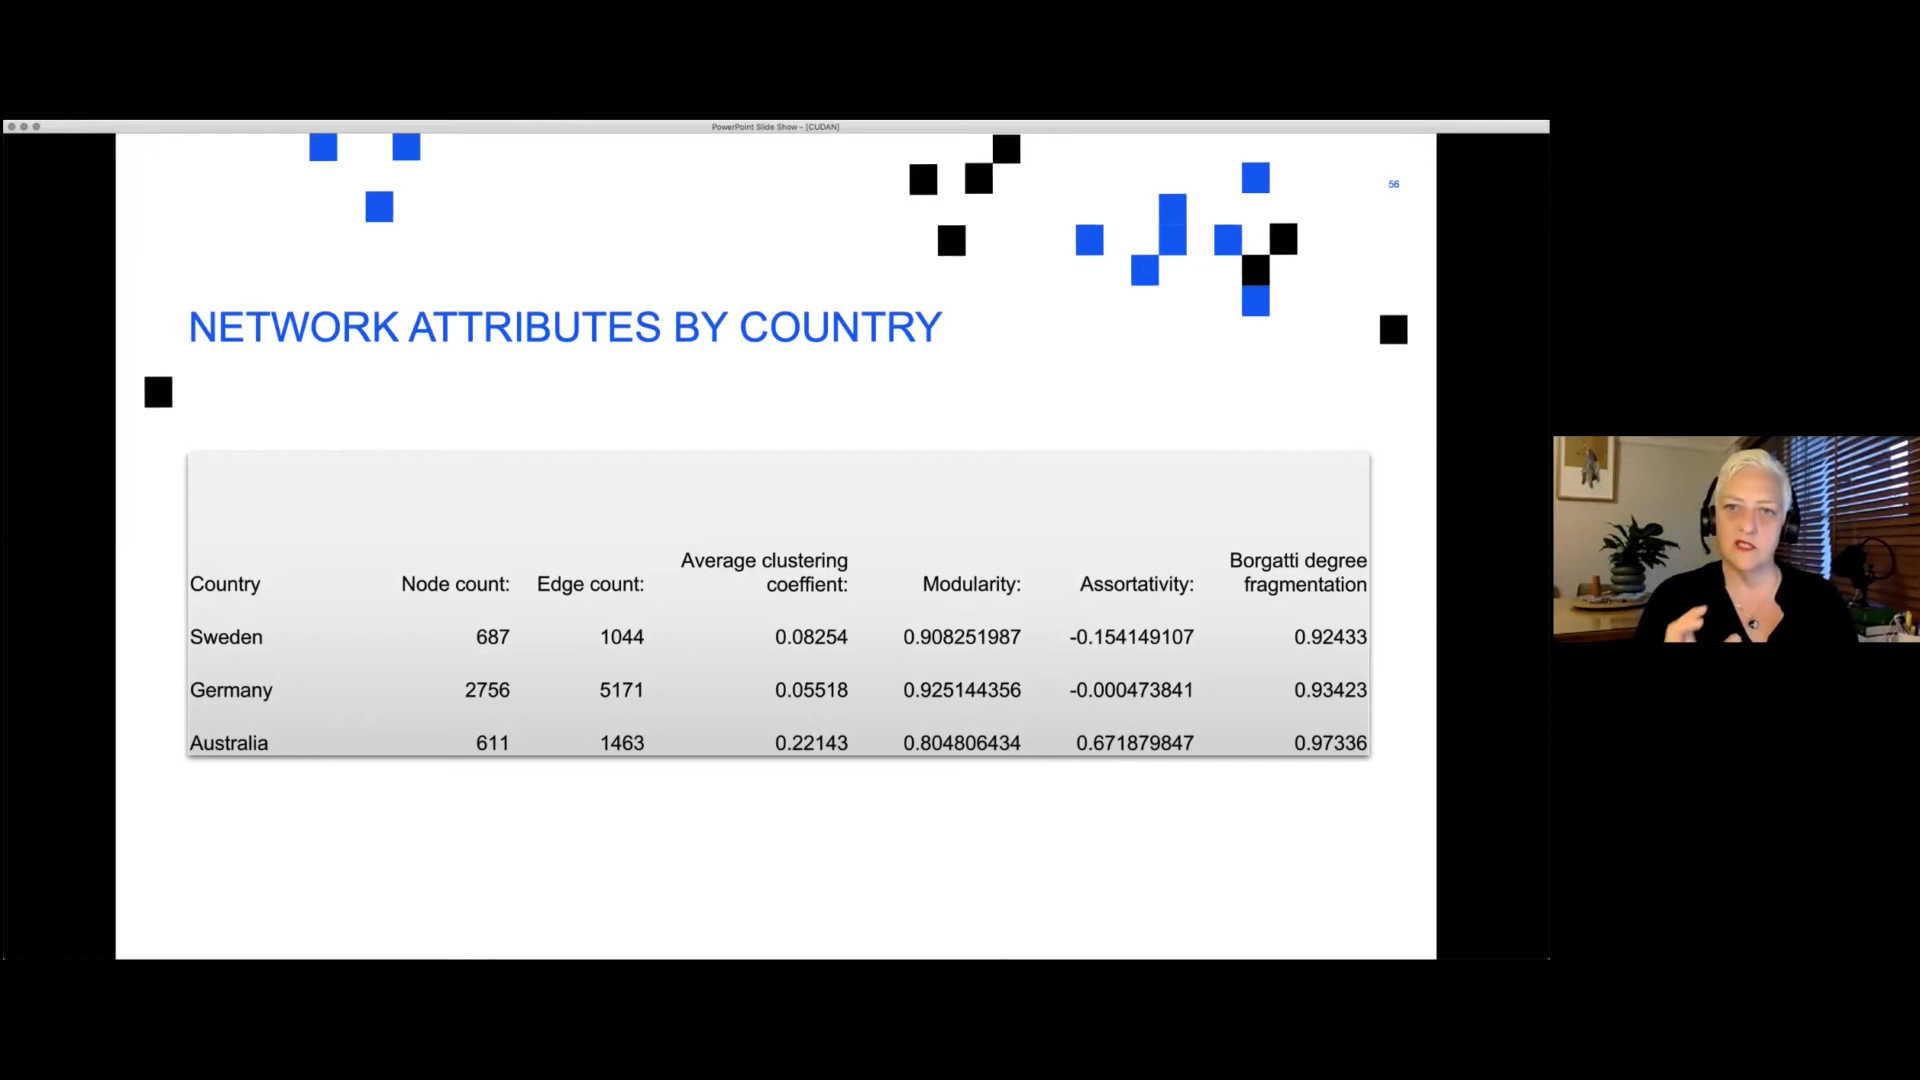 PowerPoint Slide Show – [CUDAN]
56
NETWORK ATTRIBUTES BY COUNTRY
Country Node count: Edge count: Average clustering coeffient: Modularity: Assortativity: Borgatti degree fragmentation
Sweden 687 1044 0.08254 0.908251987 -0.154149107 0.92433
Germany 2756 5171 0.05518 0.925144356 -0.000473841 0.93423
Australia 611 1463 0.22143 0.804806434 0.671879847 0.97336